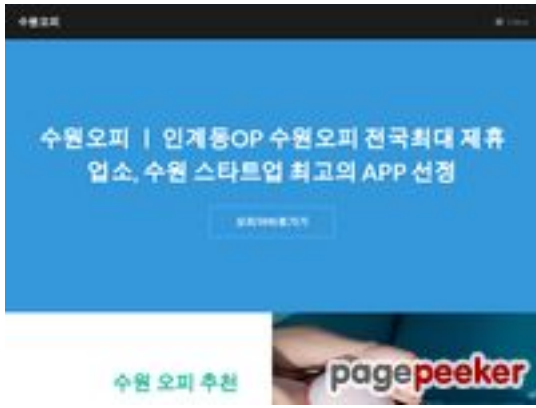 수원오피
수원오피 ㅣ 인계동OP 수원오피 전국최대 제휴
업소, 수원 스타트업 최고의 APP 선정
수원 오피 추천
pagepeeker